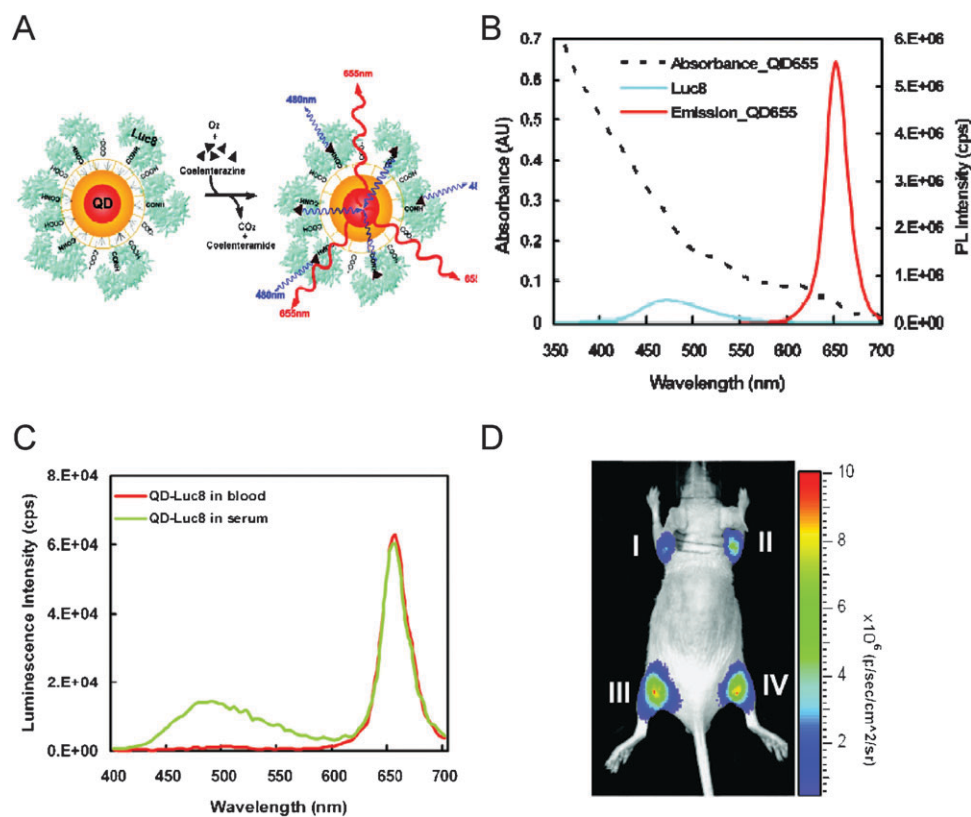 A
655nm
480nm
O₂
+
Luc8
Coelenterazine
QD
CO₂
+
Coelenteramide
COOH
CONH
480nm
655nm
B
0.7
0.6
0.5
0.4
0.3
0.2
0.1
0
Absorbance (AU)
Absorbance_QD655
Luc8
Emission_QD655
6.E+06
5.E+06
4.E+06
3.E+06
2.E+06
1.E+06
0.E+00
PL Intensity (cps)
350 400 450 500 550 600 650 700
Wavelength (nm)
C
8.E+04
6.E+04
4.E+04
2.E+04
0.E+00
Luminescence Intensity (cps)
QD-Luc8 in blood
QD-Luc8 in serum
400 450 500 550 600 650 700
Wavelength (nm)
D
I
II
III
IV
10
8
6
4
2
x10^6 (p/sec/cm^2/sr)